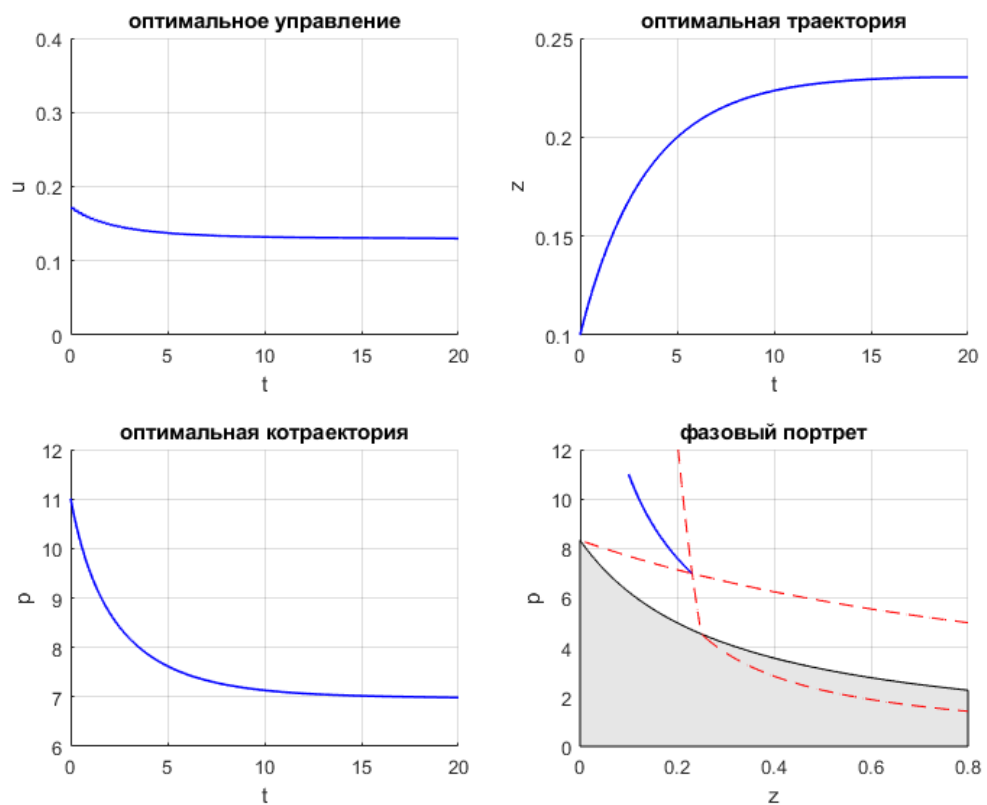 оптимальное управление
0.4
0.3
0.2
0.1
0
u
0 5 10 15 20
t
оптимальная траектория
0.25
0.2
0.15
0.1
z
0 5 10 15 20
t
оптимальная котраектория
12
11
10
9
8
7
6
p
0 5 10 15 20
t
фазовый портрет
12
10
8
6
4
2
0
p
0 0.2 0.4 0.6 0.8
z